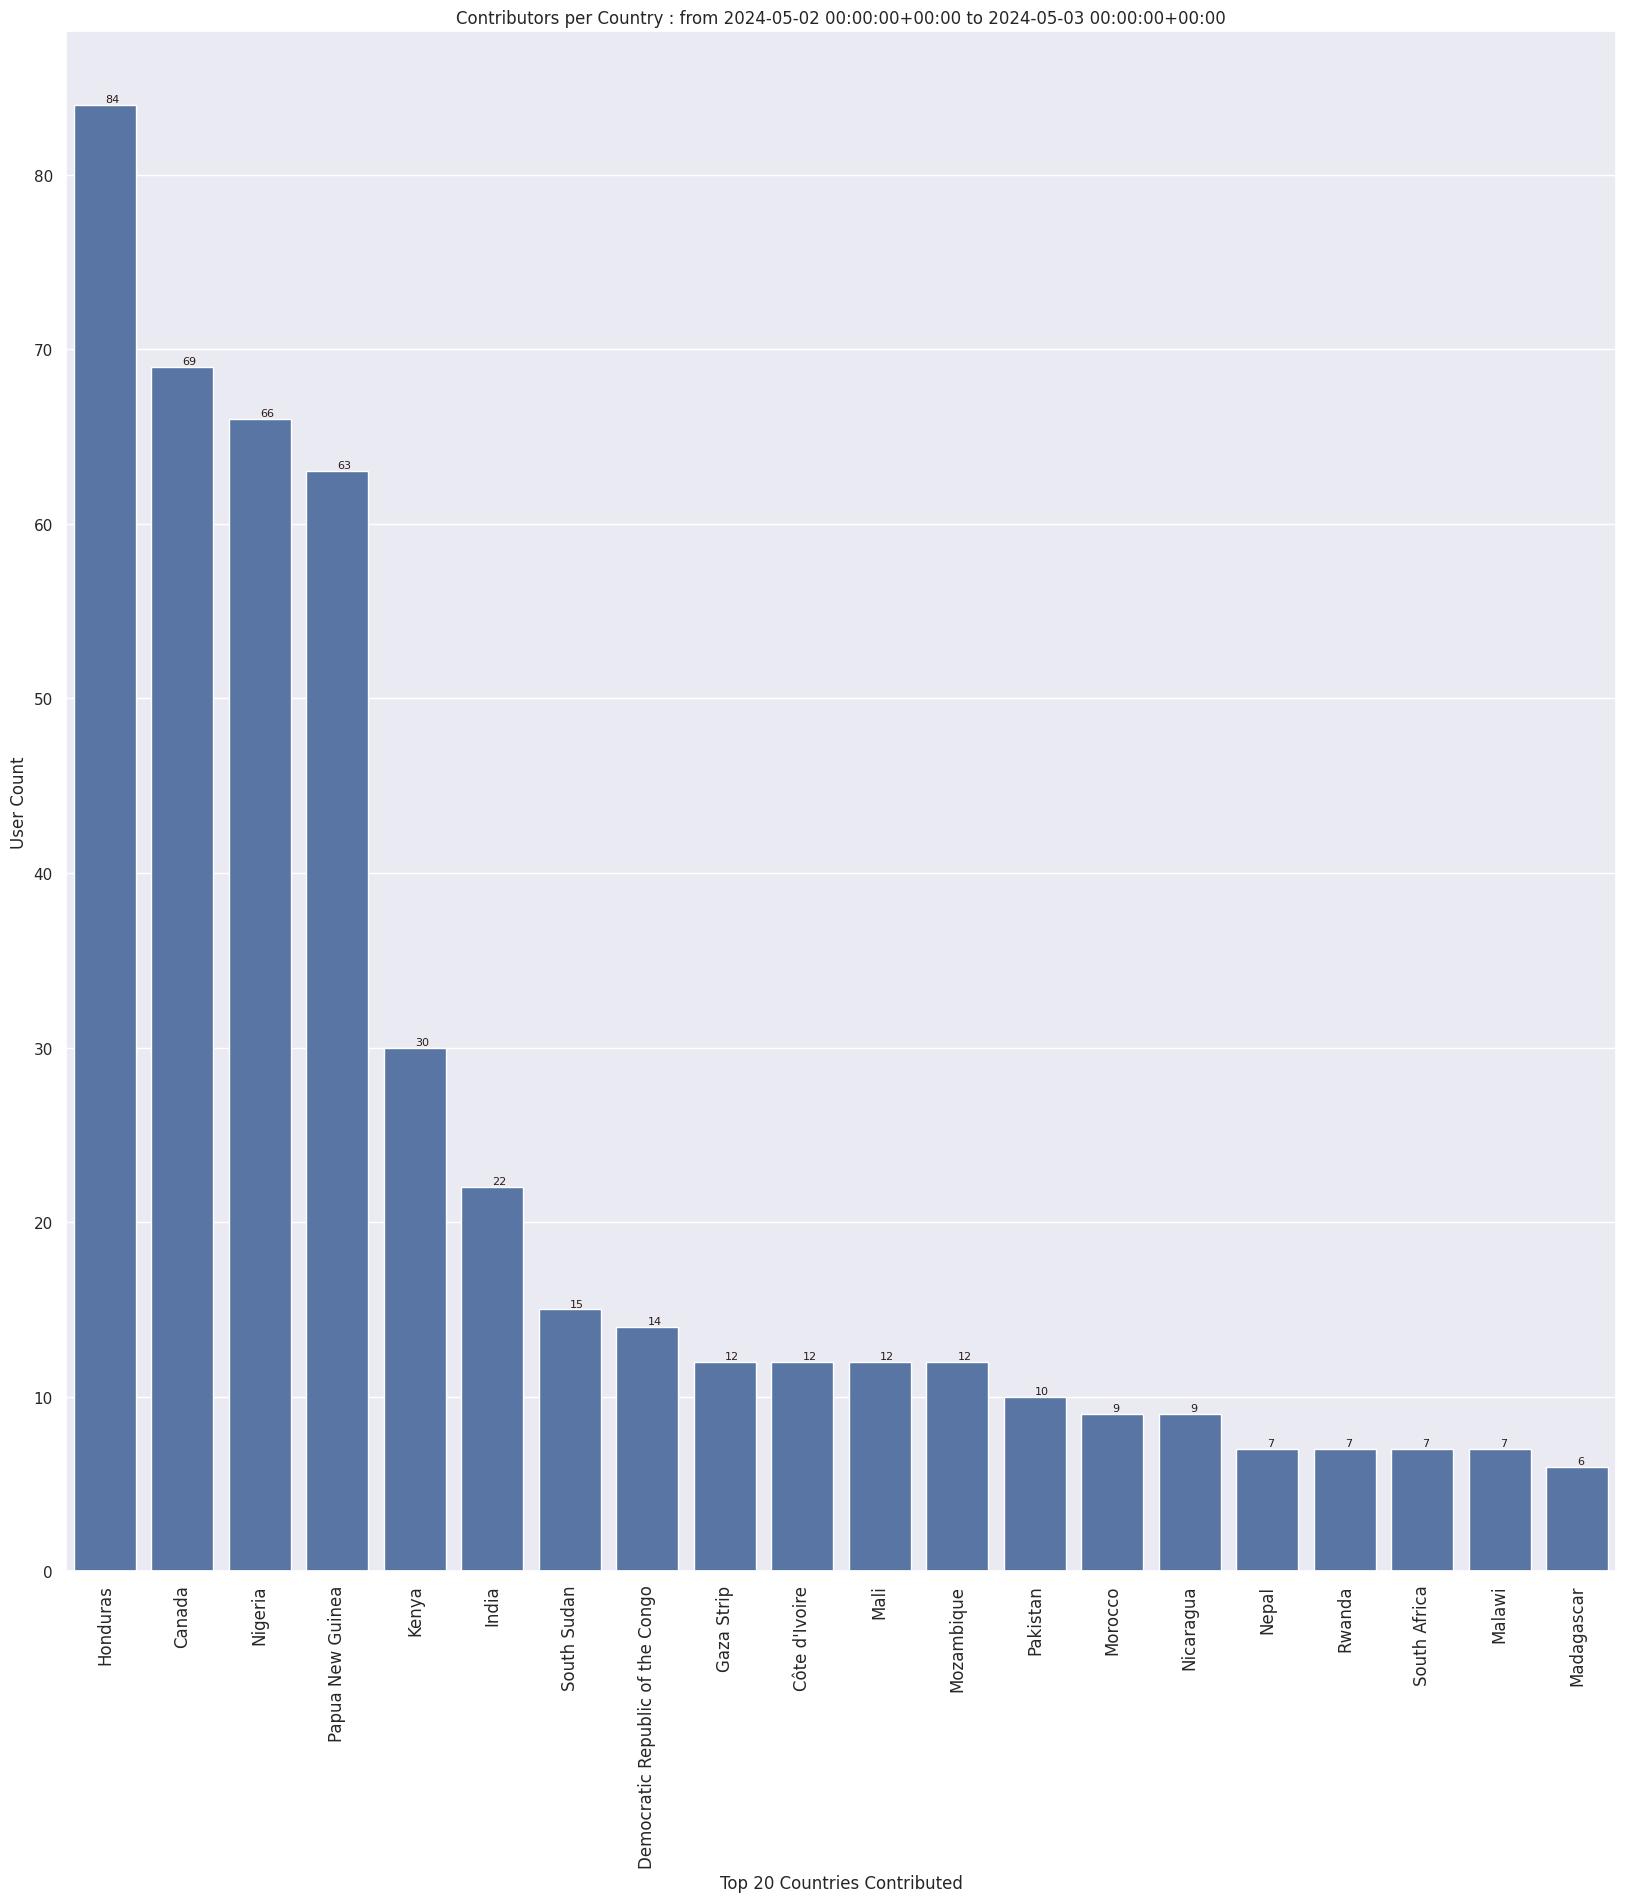 Contributors per Country : from 2024-05-02 00:00:00+00:00 to 2024-05-03 00:00:00+00:00
User Count
80
70
60
50
40
30
20
10
0
84
69
66
63
30
22
15
14
12
12
12
12
10
9
9
7
7
7
7
6
Honduras
Canada
Nigeria
Papua New Guinea
Kenya
India
South Sudan
Democratic Republic of the Congo
Gaza Strip
Côte d'Ivoire
Mali
Mozambique
Pakistan
Morocco
Nicaragua
Nepal
Rwanda
South Africa
Malawi
Madagascar
Top 20 Countries Contributed